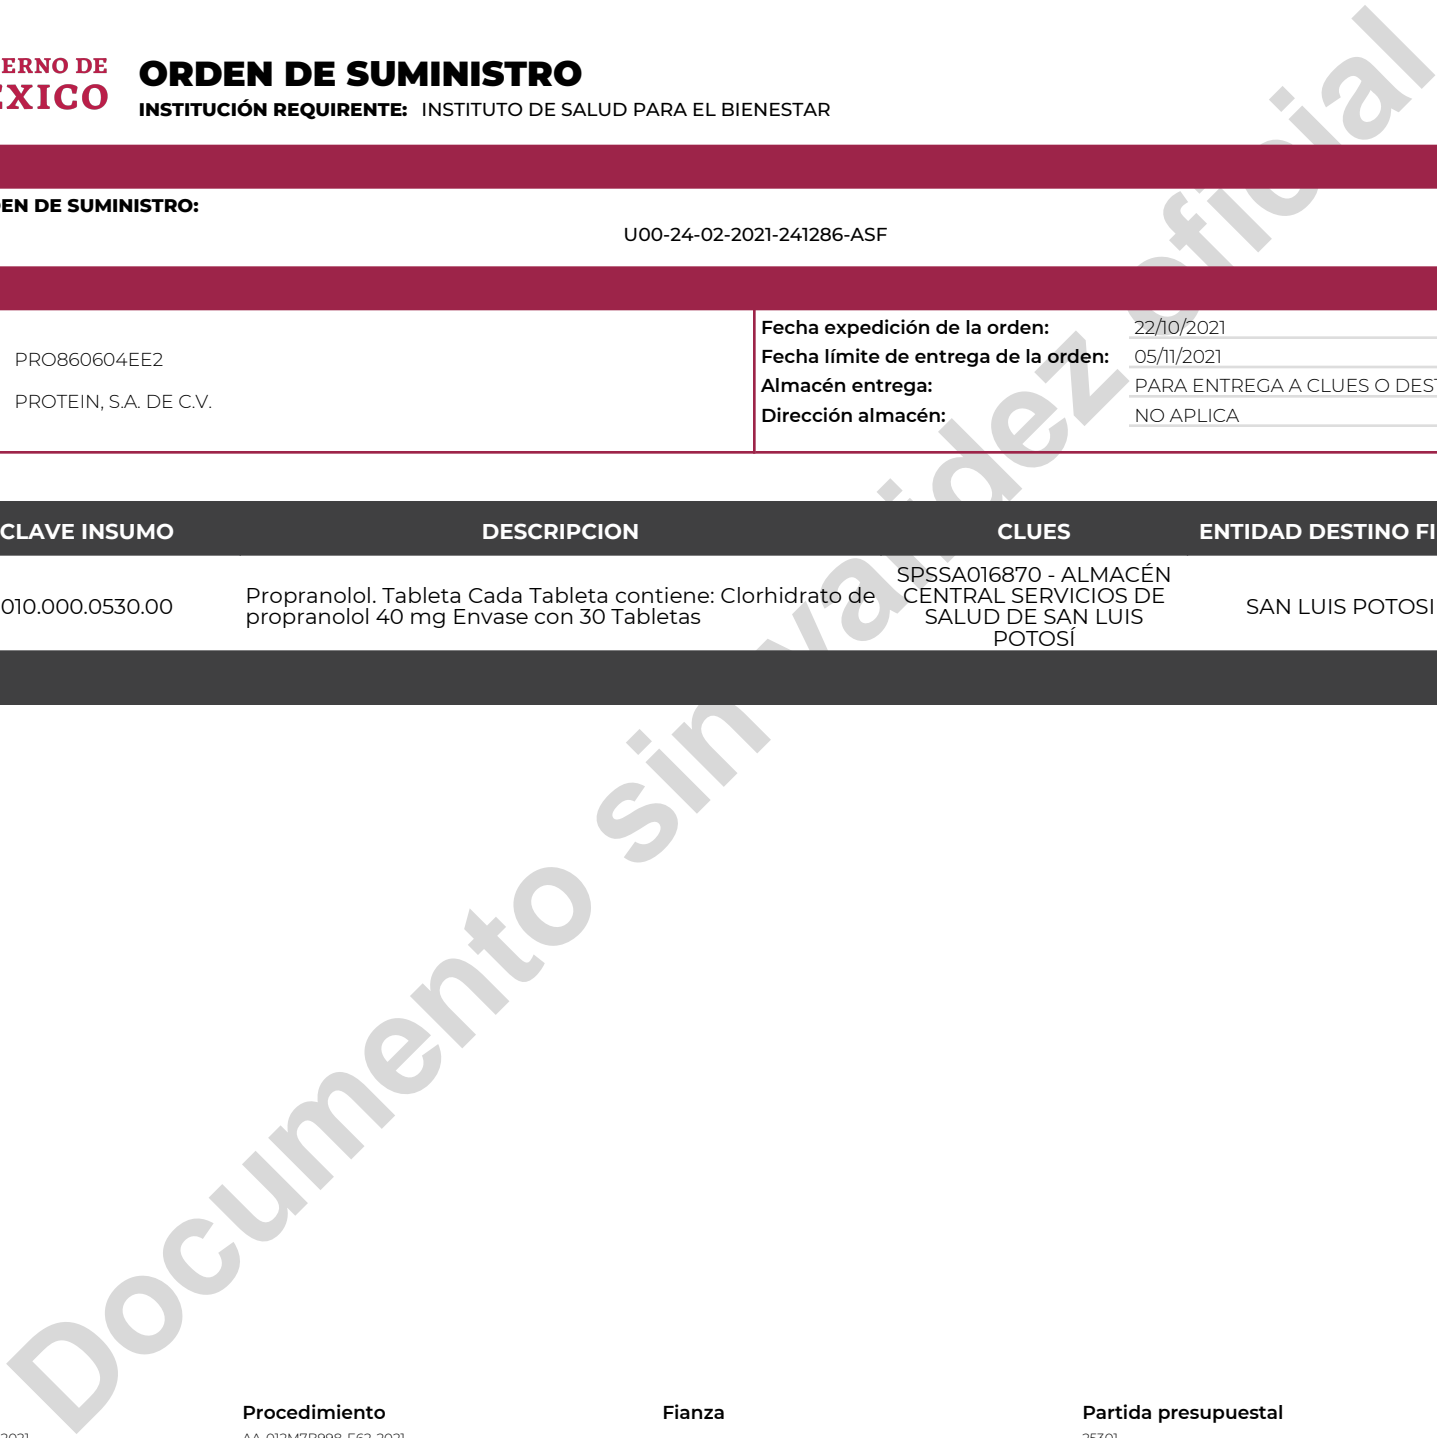 ERNO DE
EXICO
ORDEN DE SUMINISTRO
INSTITUCIÓN REQUIRENTE: INSTITUTO DE SALUD PARA EL BIENESTAR
EN DE SUMINISTRO:
U00-24-02-2021-241286-ASF
PRO860604EE2
PROTEIN, S.A. DE C.V.
Fecha expedición de la orden: 22/10/2021
Fecha límite de entrega de la orden: 05/11/2021
Almacén entrega: PARA ENTREGA A CLUES O DEST
Dirección almacén: NO APLICA
CLAVE INSUMO DESCRIPCION CLUES ENTIDAD DESTINO FI
010.000.0530.00
Propranolol. Tableta Cada Tableta contiene: Clorhidrato de
propranolol 40 mg Envase con 30 Tabletas
SPSSA016870 - ALMACÉN
CENTRAL SERVICIOS DE
SALUD DE SAN LUIS
POTOSÍ
SAN LUIS POTOSI
Documento sin validez oficial
Procedimiento Fianza Partida presupuestal